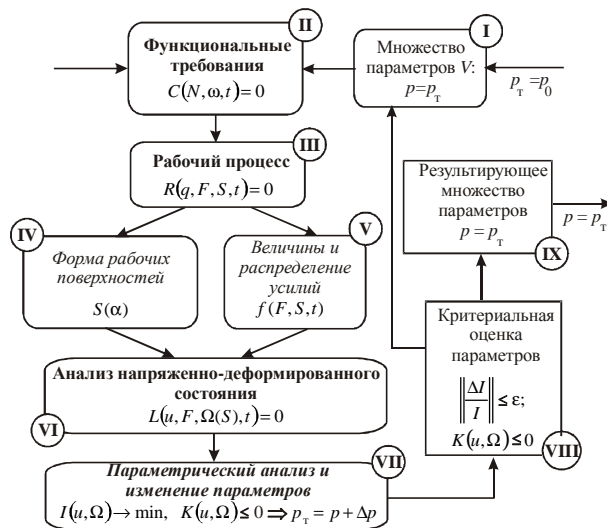 II
Функциональные
требования
C(N,ω,t)=0
I
Множество
параметров V:
p=pт
pт=p0
III
Рабочий процесс
R(q,F,S,t)=0
IV
Форма рабочих
поверхностей
S(α)
V
Величины и
распределение
усилий
f(F,S,t)
Результирующее
множество
параметров
p = pт
IX
p = pт
Анализ напряженно-деформированного
состояния
L(u,F,Ω(S),t)=0
VI
Критериальная
оценка
параметров
‖ΔI/I‖ ≤ ε;
K(u,Ω)≤0
VIII
VII
Параметрический анализ и
изменение параметров
I(u,Ω)→min, K(u,Ω)≤0 ⇒ pт = p + Δp